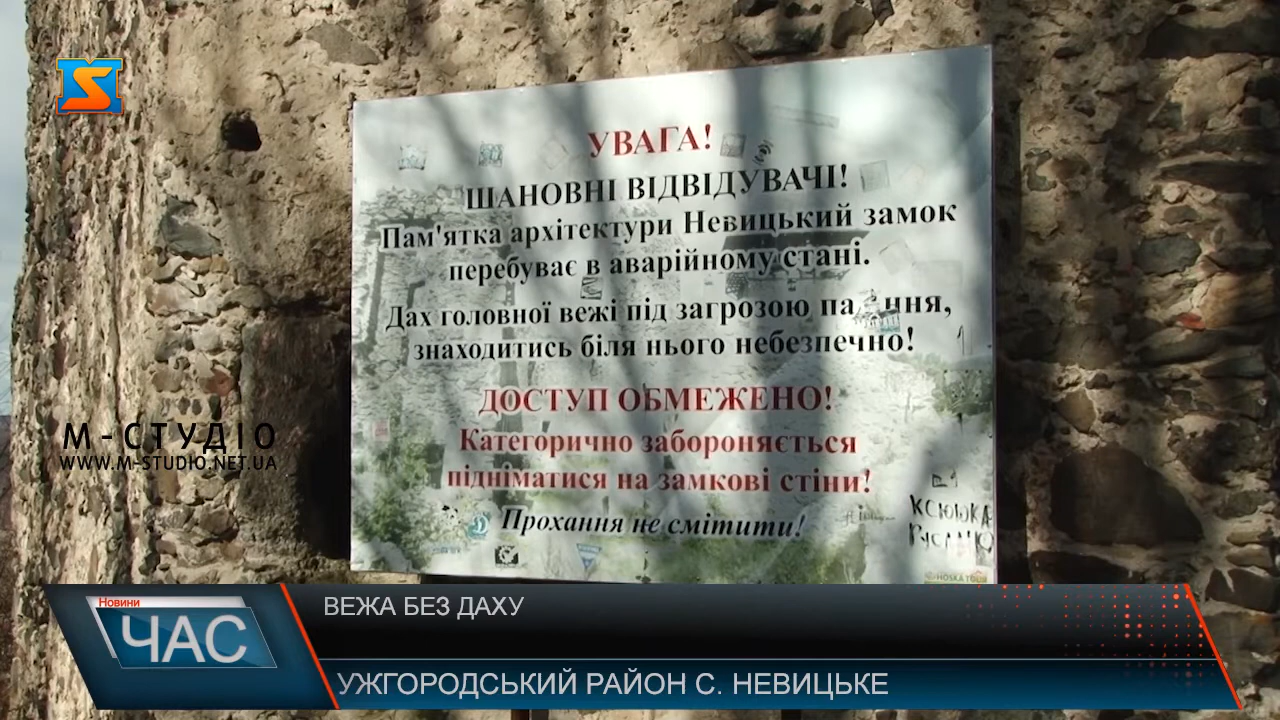 УВАГА!
ШАНОВНІ ВІДВІДУВАЧІ!
Пам'ятка архітектури Невицький замок
перебуває в аварійному стані.
Дах головної вежі під загрозою
знаходитись біля нього небезпечно!
ДОСТУП ОБМЕЖЕНО!
Категорично забороняється
підніматися на замкові стіни!
Прохання не смітити!
КСЮШКА
М-СТУДІО
WWW.M-STUDIO.NET.UA
Новини
ЧАС
ВЕЖА БЕЗ ДАХУ
УЖГОРОДСЬКИЙ РАЙОН С. НЕВИЦЬКЕ